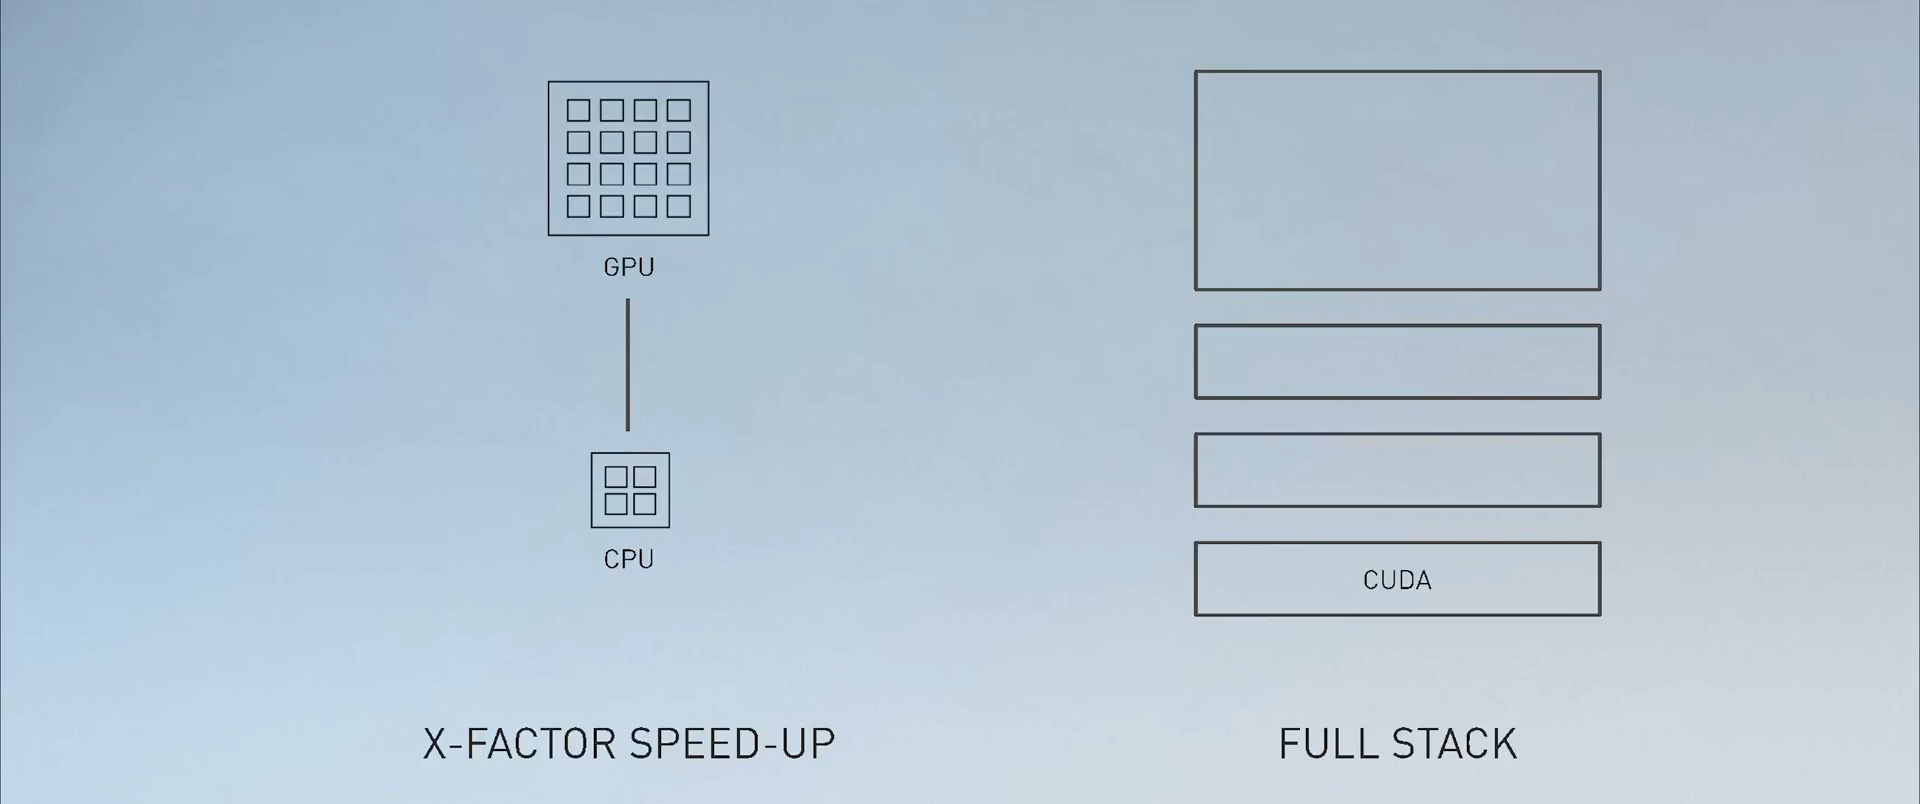 GPU
CPU
X-FACTOR SPEED-UP
CUDA
FULL STACK